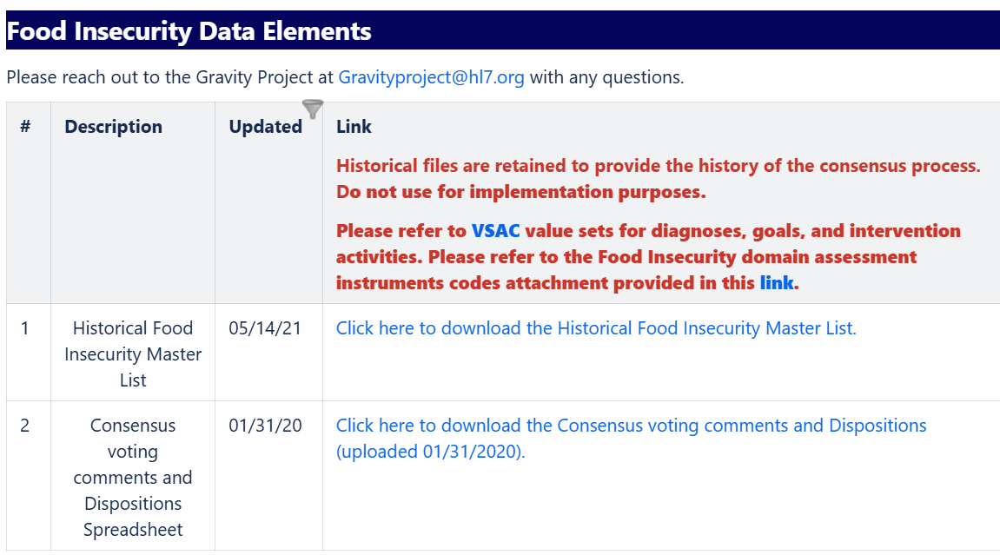 Food Insecurity Data Elements
Please reach out to the Gravity Project at Gravityproject@hl7.org with any questions.
# Description Updated Link
Historical files are retained to provide the history of the consensus process.
Do not use for implementation purposes.
Please refer to VSAC value sets for diagnoses, goals, and intervention
activities. Please refer to the Food Insecurity domain assessment
instruments codes attachment provided in this link.
1 Historical Food 05/14/21 Click here to download the Historical Food Insecurity Master List.
Insecurity Master
List
2 Consensus 01/31/20 Click here to download the Consensus voting comments and Dispositions
voting (uploaded 01/31/2020).
comments and
Dispositions
Spreadsheet